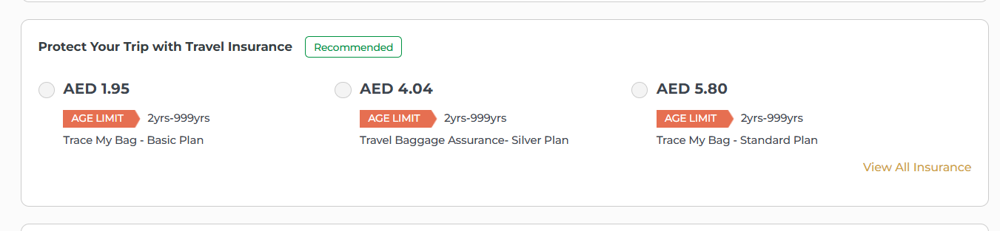 Protect Your Trip with Travel Insurance Recommended
AED 1.95 AED 4.04 AED 5.80
AGE LIMIT 2yrs-999yrs AGE LIMIT 2yrs-999yrs AGE LIMIT 2yrs-999yrs
Trace My Bag - Basic Plan Travel Baggage Assurance- Silver Plan Trace My Bag - Standard Plan
View All Insurance